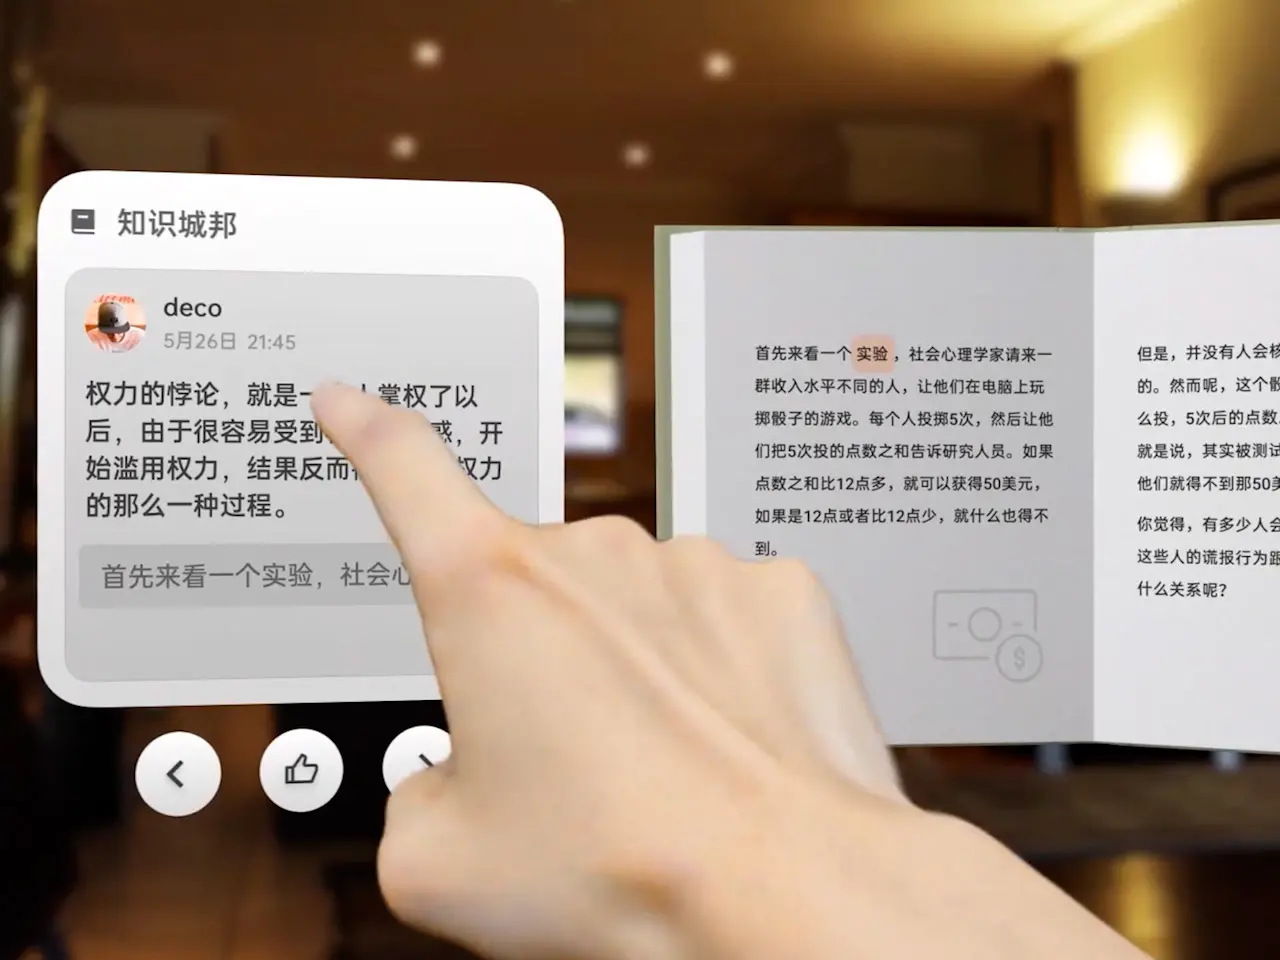 知识城邦
deco
5月26日 21:45
权力的悖论，就是一 人掌权了以
后，由于很容易受到 惑，开
始滥用权力，结果反而 权力
的那么一种过程。
首先来看一个实验，社会心
首先来看一个实验，社会心理学家请来一
群收入水平不同的人，让他们在电脑上玩
掷骰子的游戏。每个人投掷5次，然后让他
们把5次投的点数之和告诉研究人员。如果
点数之和比12点多，就可以获得50美元，
如果是12点或者比12点少，就什么也得不
到。
$
但是，并没有人会核
的。然而呢，这个骰
么投，5次后的点数
就是说，其实被测试
他们就得不到那50美
你觉得，有多少人会
这些人的谎报行为跟
什么关系呢？